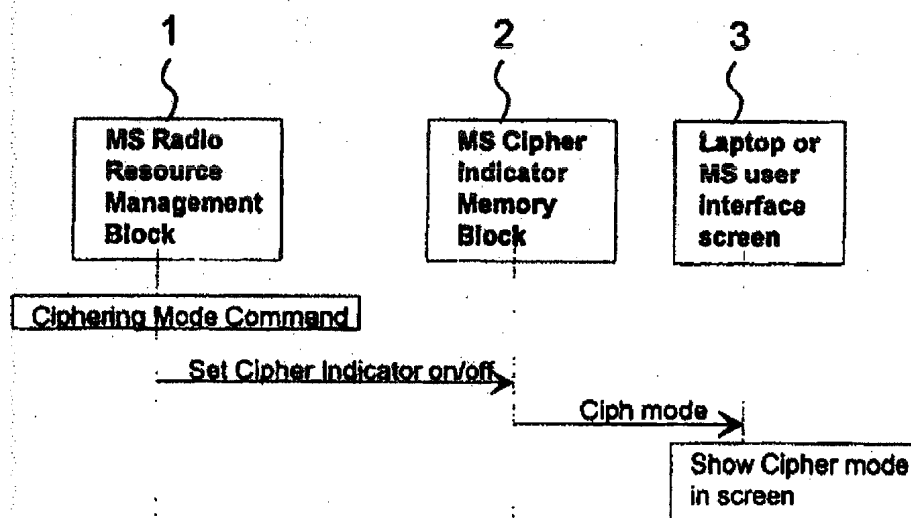 1
2
3
MS Radio
Resource
Management
Block
MS Cipher
Indicator
Memory
Block
Laptop or
MS user
interface
screen
Ciphering Mode Command
Set Cipher Indicator on/off
Ciph mode
Show Cipher mode
in screen